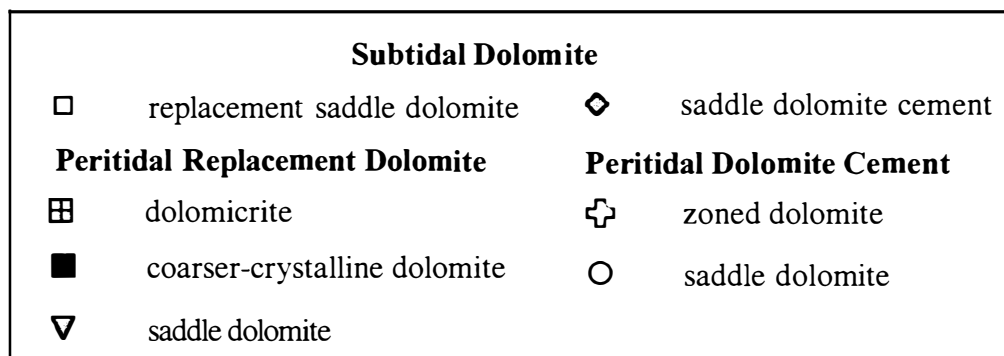 Subtidal Dolomite
replacement saddle dolomite
saddle dolomite cement
Peritidal Replacement Dolomite
Peritidal Dolomite Cement
dolomicrite
zoned dolomite
coarser-crystalline dolomite
saddle dolomite
saddle dolomite